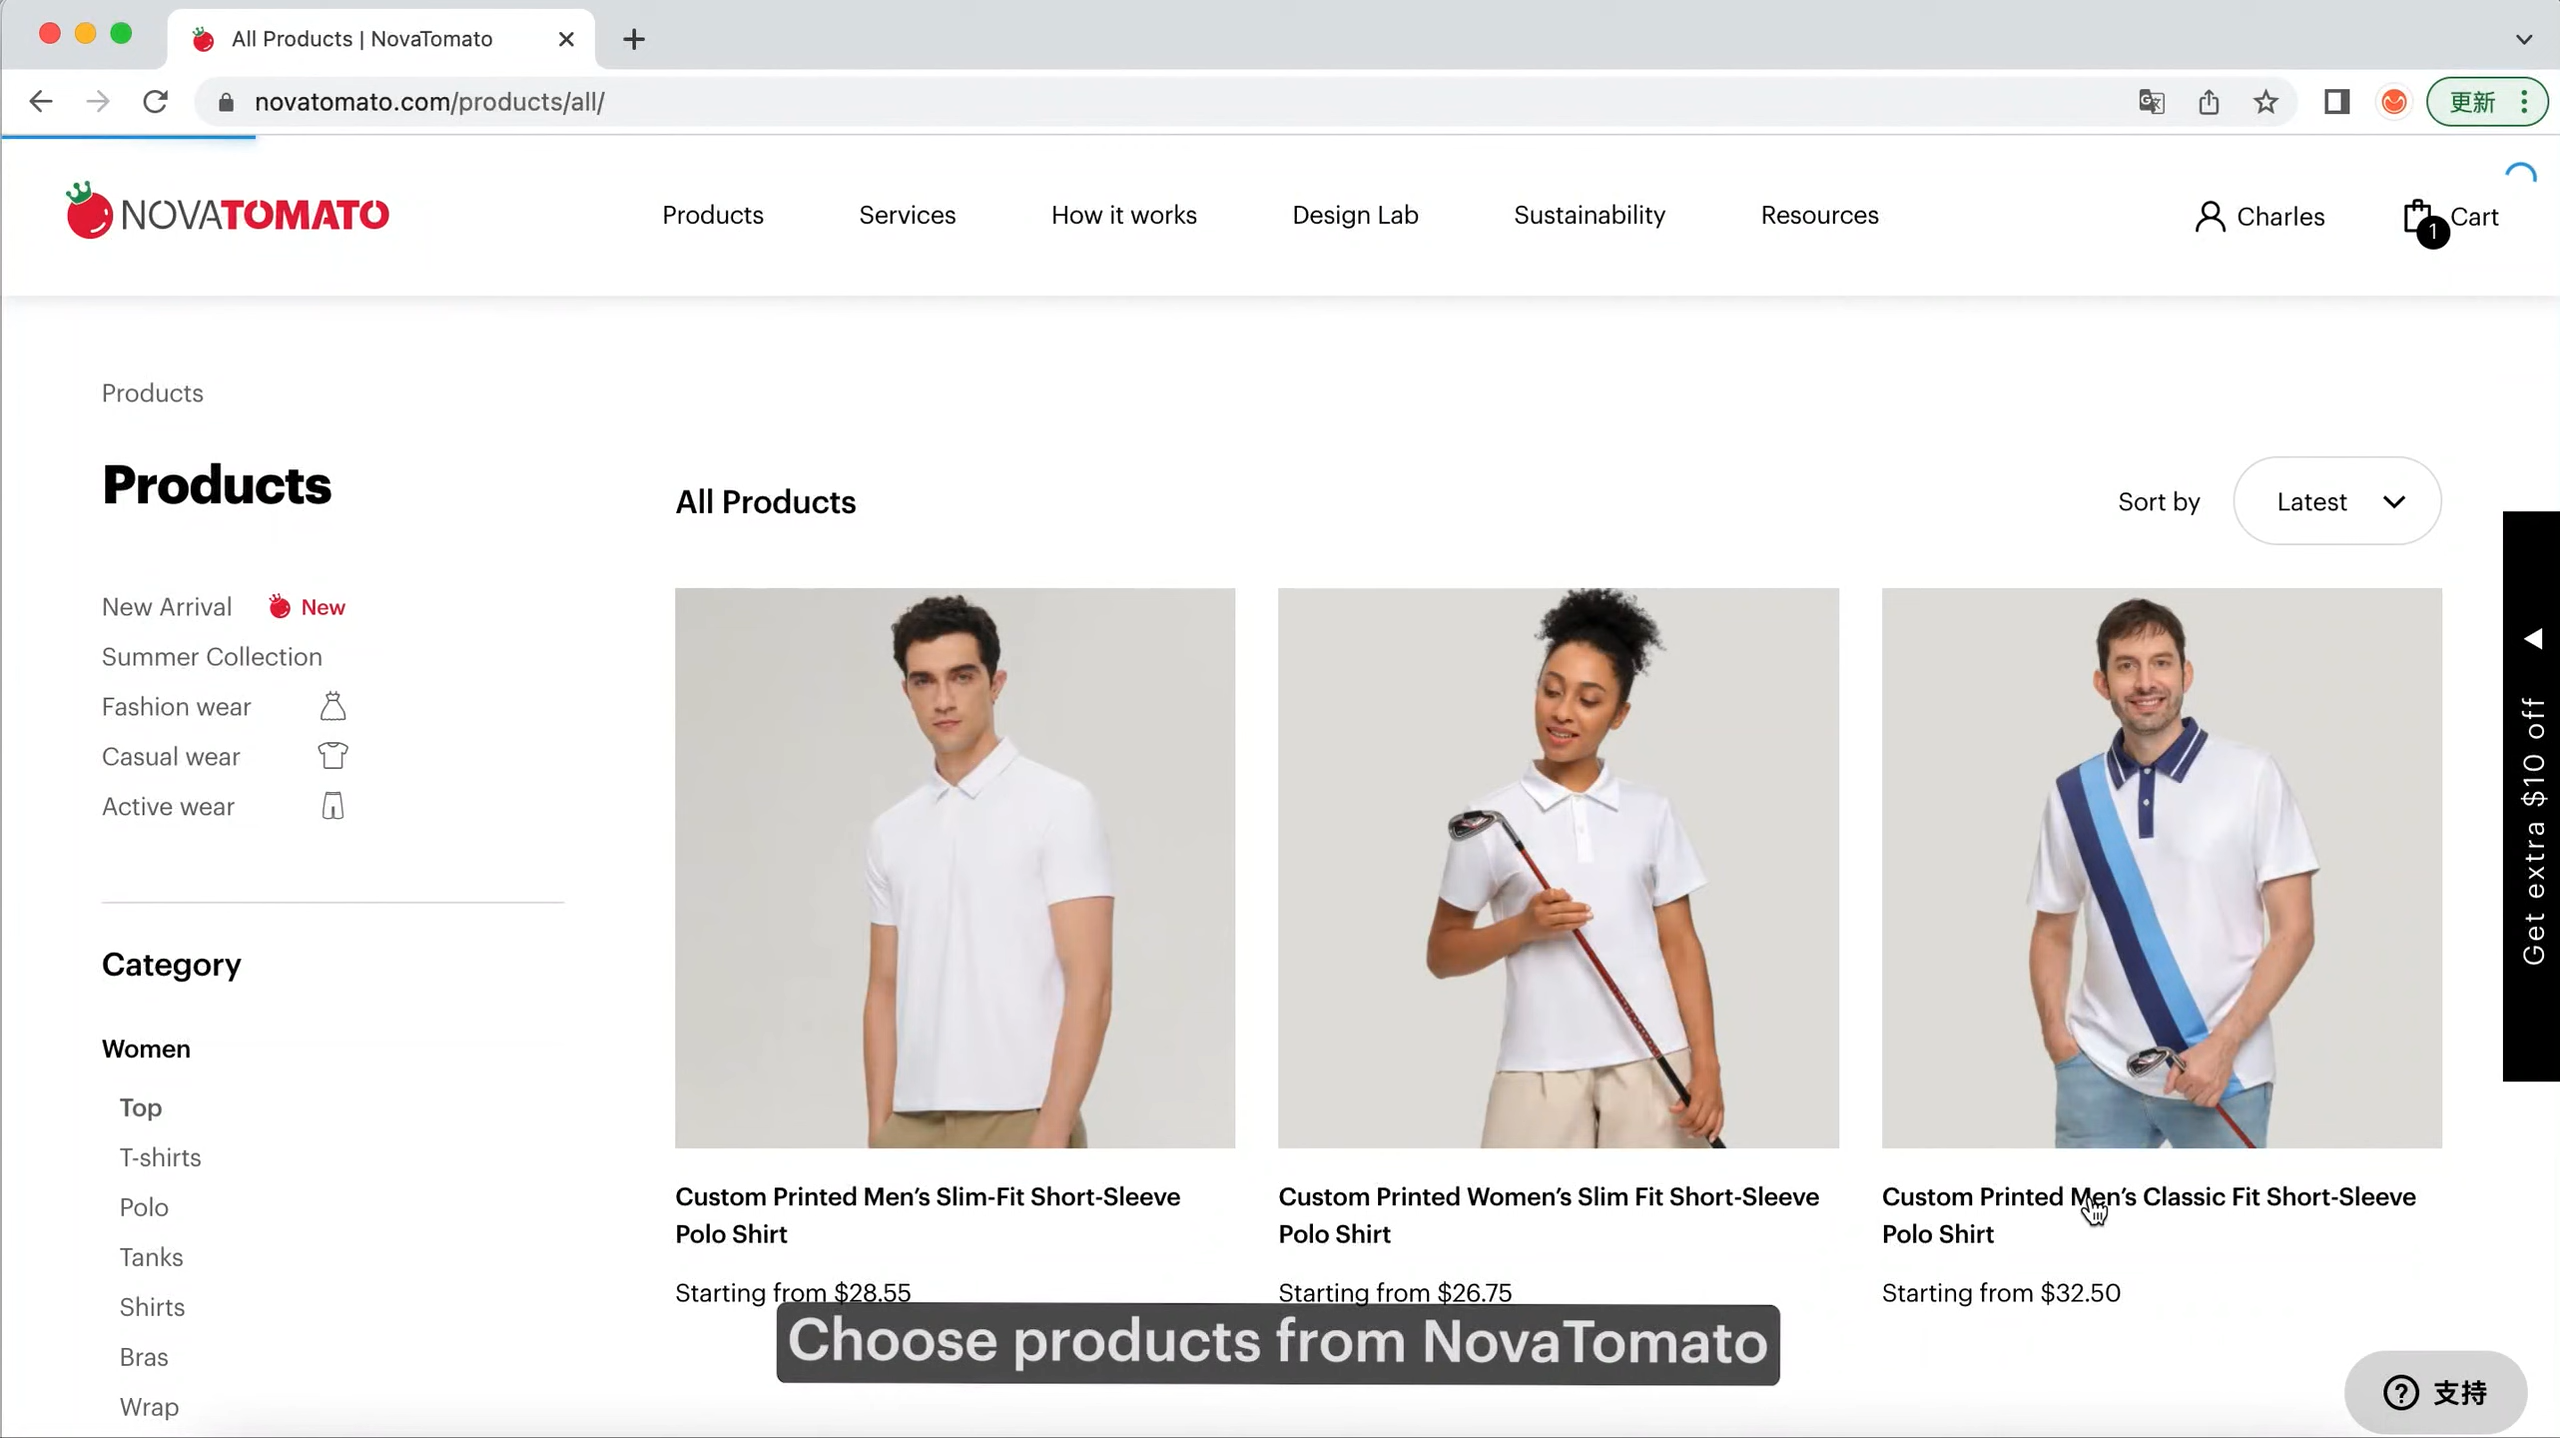 All Products | NovaTomato
novatomato.com/products/all/
更新
NOVATOMATO
Products
Services
How it works
Design Lab
Sustainability
Resources
Charles
1
Cart
Products
Products
New Arrival
New
Summer Collection
Fashion wear
Casual wear
Active wear
Category
Women
Top
T-shirts
Polo
Tanks
Shirts
Bras
Wrap
All Products
Sort by
Latest
Custom Printed Men's Slim-Fit Short-Sleeve
Polo Shirt
Starting from $28.55
Custom Printed Women's Slim Fit Short-Sleeve
Polo Shirt
Starting from $26.75
Custom Printed Men's Classic Fit Short-Sleeve
Polo Shirt
Starting from $32.50
Get extra $10 off
Choose products from NovaTomato
支持